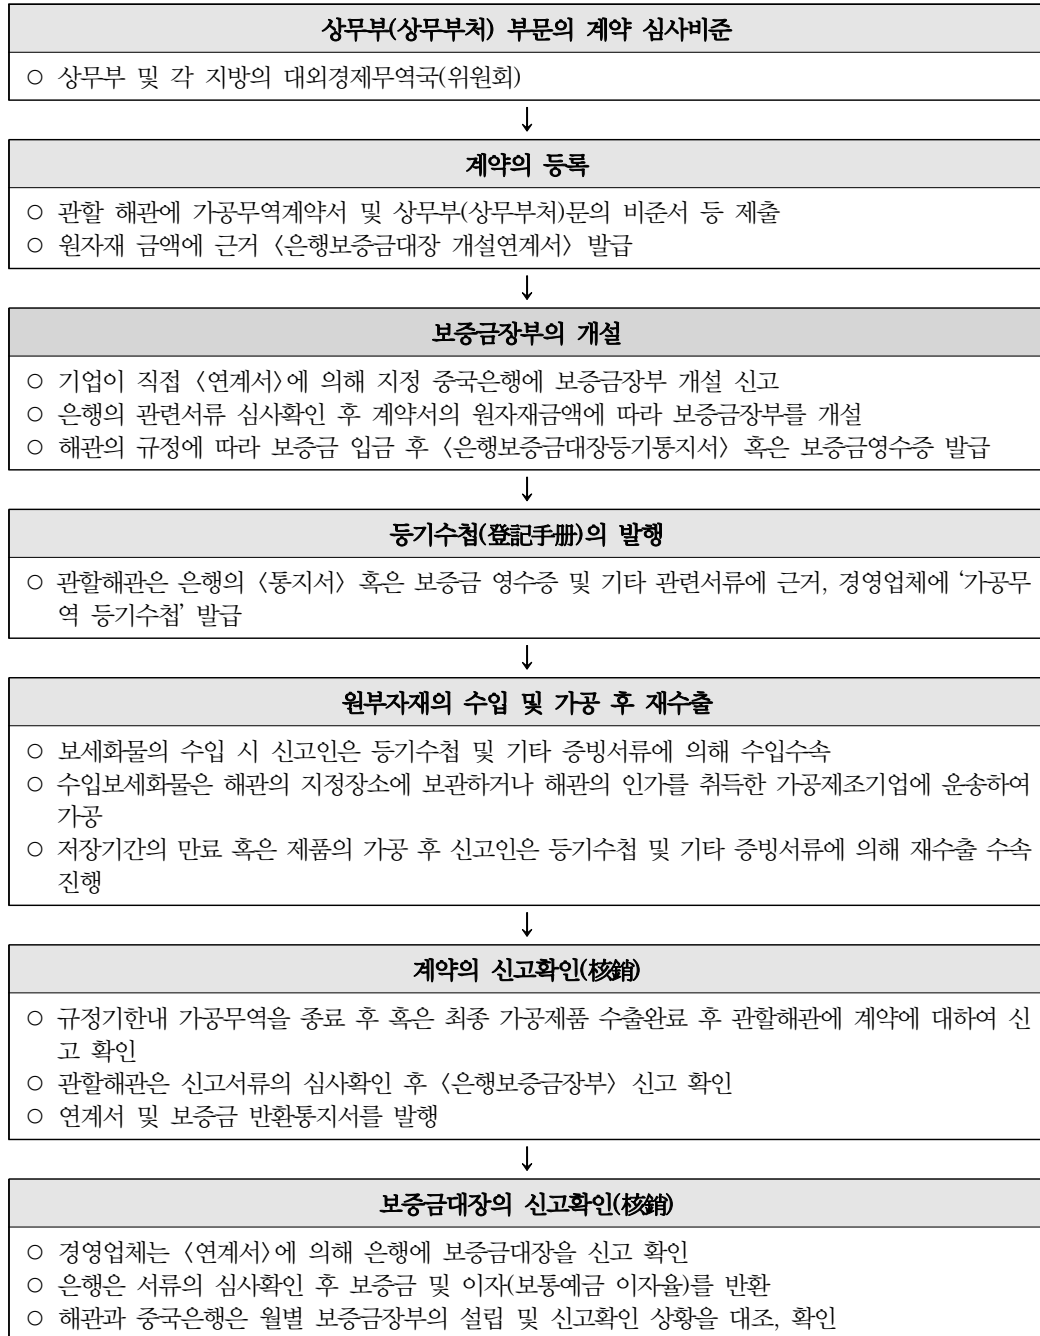 상무부(상무부처) 부문의 계약 심사비준
○ 상무부 및 각 지방의 대외경제무역국(위원회)
↓
계약의 등록
○ 관할 해관에 가공무역계약서 및 상무부(상무부처)문의 비준서 등 제출
○ 원자재 금액에 근거 〈은행보증금대장 개설연계서〉 발급
↓
보증금장부의 개설
○ 기업이 직접 〈연계서〉에 의해 지정 중국은행에 보증금장부 개설 신고
○ 은행의 관련서류 심사확인 후 계약서의 원자재금액에 따라 보증금장부를 개설
○ 해관의 규정에 따라 보증금 입금 후 〈은행보증금대장등기통지서〉 혹은 보증금영수증 발급
↓
등기수첩(登記手册)의 발행
○ 관할해관은 은행의 〈통지서〉 혹은 보증금 영수증 및 기타 관련서류에 근거, 경영업체에 ‘가공무
역 등기수첩’ 발급
↓
원부자재의 수입 및 가공 후 재수출
○ 보세화물의 수입 시 신고인은 등기수첩 및 기타 증빙서류에 의해 수입수속
○ 수입보세화물은 해관의 지정장소에 보관하거나 해관의 인가를 취득한 가공제조기업에 운송하여
가공
○ 저장기간의 만료 혹은 제품의 가공 후 신고인은 등기수첩 및 기타 증빙서류에 의해 재수출 수속
진행
↓
계약의 신고확인(核銷)
○ 규정기한내 가공무역을 종료 후 혹은 최종 가공제품 수출완료 후 관할해관에 계약에 대하여 신
고 확인
○ 관할해관은 신고서류의 심사확인 후 〈은행보증금장부〉 신고 확인
○ 연계서 및 보증금 반환통지서를 발행
↓
보증금대장의 신고확인(核銷)
○ 경영업체는 〈연계서〉에 의해 은행에 보증금대장을 신고 확인
○ 은행은 서류의 심사확인 후 보증금 및 이자(보통예금 이자율)를 반환
○ 해관과 중국은행은 월별 보증금장부의 설립 및 신고확인 상황을 대조, 확인